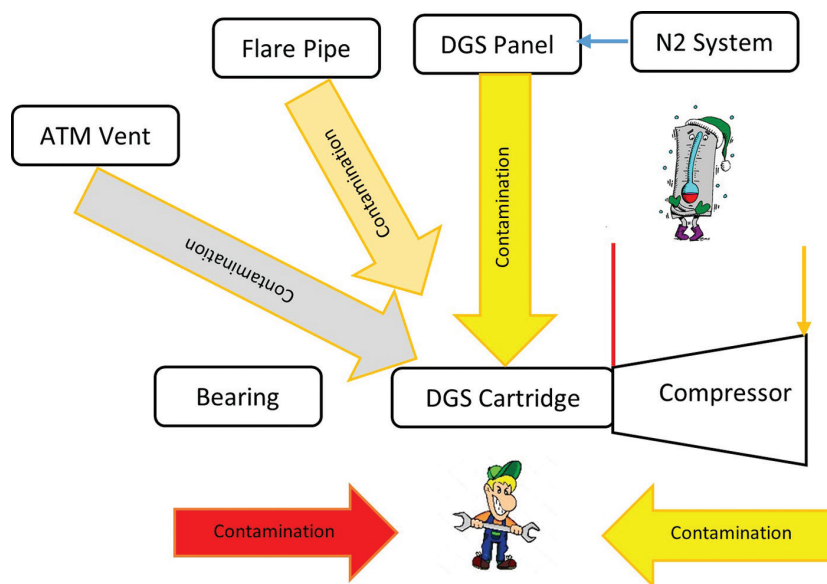 Flare Pipe
DGS Panel
N2 System
ATM Vent
Contamination
Contamination
Contamination
Bearing
DGS Cartridge
Compressor
Contamination
Contamination